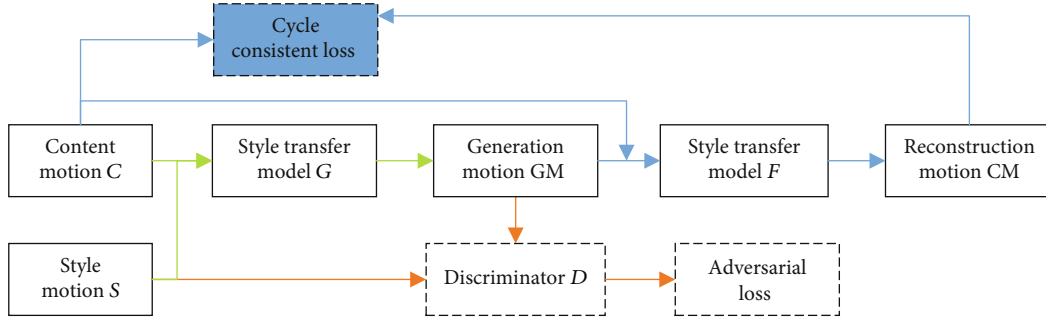 Cycle
consistent loss
Content
motion C
Style transfer
model G
Generation
motion GM
Style transfer
model F
Reconstruction
motion CM
Style
motion S
Discriminator D
Adversarial
loss